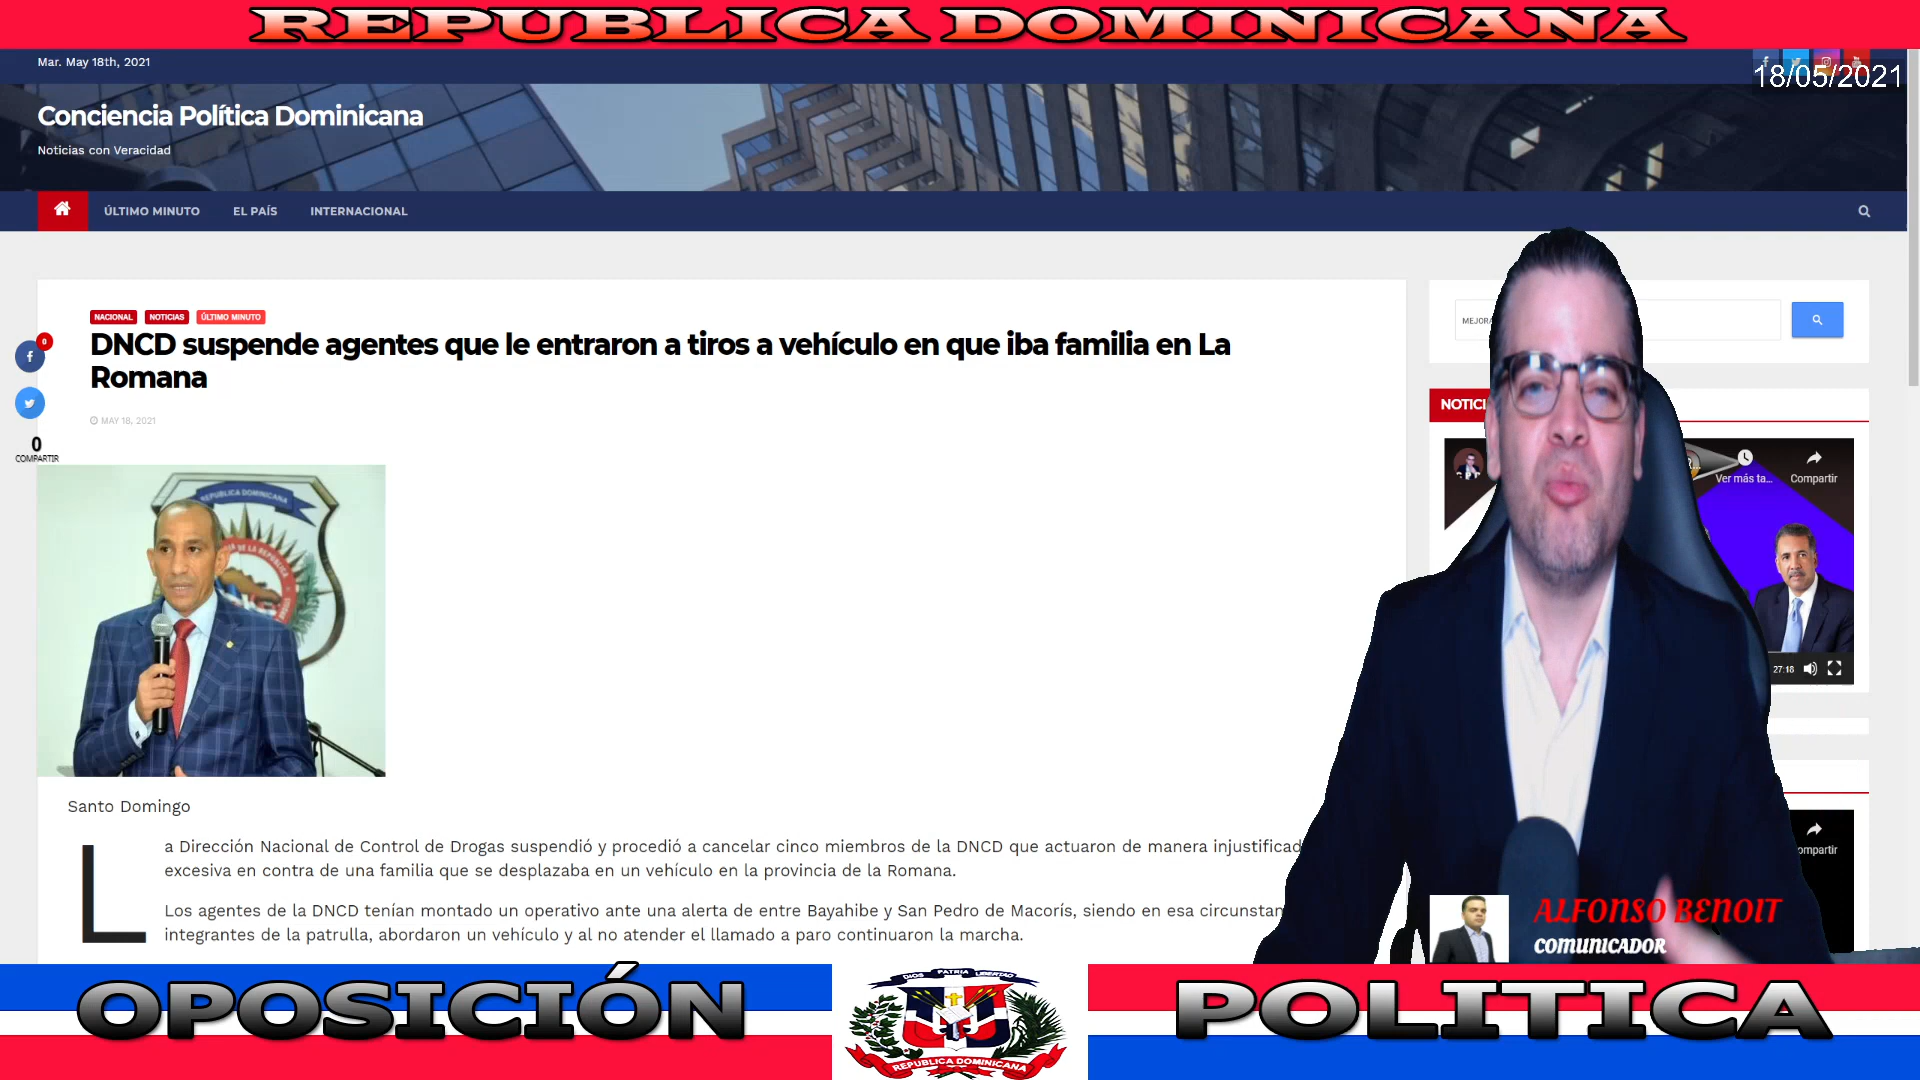 REPUBLICA DOMINICANA
Mar. May 18th, 2021
18/05/2021
Conciencia Política Dominicana
Noticias con Veracidad
ÚLTIMO MINUTO
EL PAÍS
INTERNACIONAL
NACIONAL
NOTICIAS
ÚLTIMO MINUTO
DNCD suspende agentes que le entraron a tiros a vehículo en que iba familia en La
Romana
MAY 18, 2021
0
0
COMPARTIR
NOTICI
Ver más ta...
Compartir
27:18
REPUBLICA DOMINICANA
Santo Domingo
La Dirección Nacional de Control de Drogas suspendió y procedió a cancelar cinco miembros de la DNCD que actuaron de manera injustificad
excesiva en contra de una familia que se desplazaba en un vehículo en la provincia de la Romana.
Los agentes de la DNCD tenían montado un operativo ante una alerta de entre Bayahibe y San Pedro de Macorís, siendo en esa circunstan
integrantes de la patrulla, abordaron un vehículo y al no atender el llamado a paro continuaron la marcha.
ompartir
ALFONSO BENOIT
COMUNICADOR
OPOSICIÓN
DIOS PATRIA LIBERTAD
REPUBLICA DOMINICANA
POLITICA